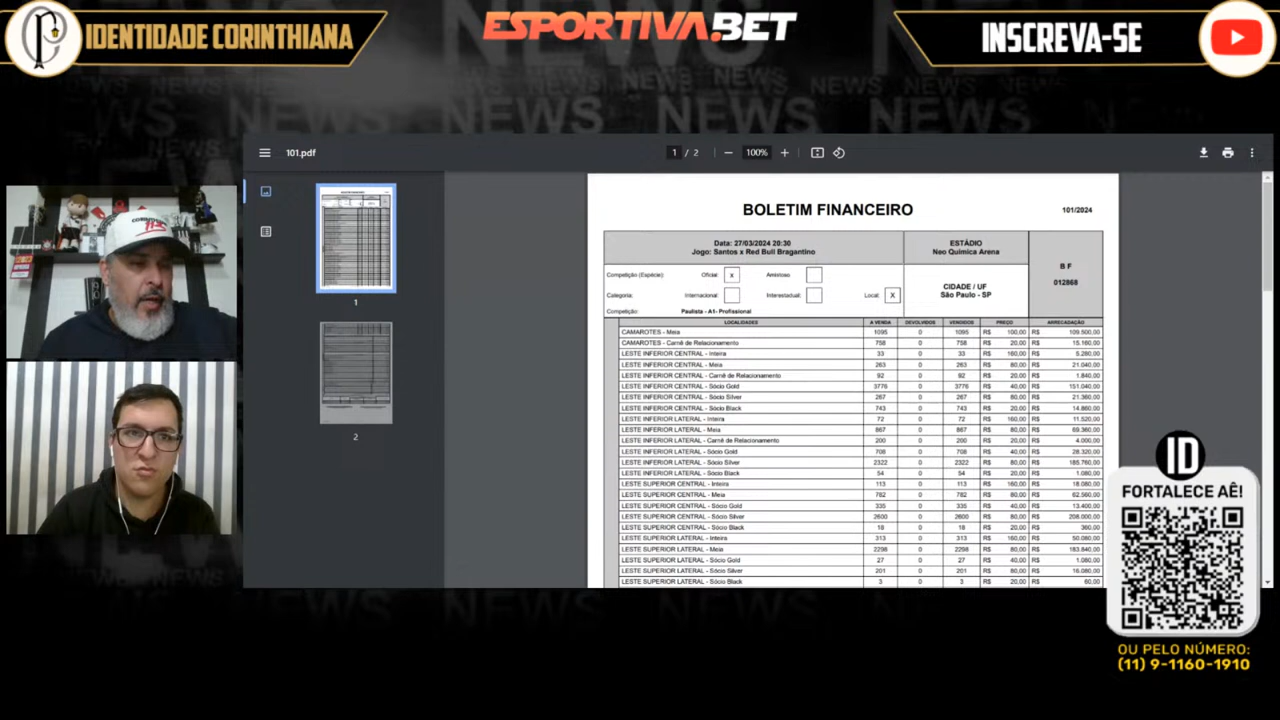 IDENTIDADE CORINTHIANA
ESPORTIVA.BET
INSCREVA-SE
101.pdf
1 / 2
100%
1
2
BOLETIM FINANCEIRO
101/2024
Data: 27/03/2024 20:30
Jogo: Santos x Red Bull Bragantino
ESTÁDIO
Neo Quimica Arena
B F
012868
Competição (Espécie): Oficial: x Amistoso
Categoria: Internacional: Interestadual: Local: X
CIDADE / UF
São Paulo - SP
Competição: Paulista - A1- Profissional
LOCALIDADES A VENDA DEVOLVIDOS VENDIDOS PREÇO ARRECADAÇÃO
CAMAROTES - Meia 1095 0 1095 R$ 100,00 R$ 109.500,00
CAMAROTES - Carnê de Relacionamento 758 0 758 R$ 20,00 R$ 15.160,00
LESTE INFERIOR CENTRAL - Inteira 33 0 33 R$ 160,00 R$ 5.280,00
LESTE INFERIOR CENTRAL - Meia 263 0 263 R$ 80,00 R$ 21.040,00
LESTE INFERIOR CENTRAL - Carnê de Relacionamento 92 0 92 R$ 20,00 R$ 1.840,00
LESTE INFERIOR CENTRAL - Sócio Gold 3776 0 3776 R$ 40,00 R$ 151.040,00
LESTE INFERIOR CENTRAL - Sócio Silver 267 0 267 R$ 80,00 R$ 21.360,00
LESTE INFERIOR CENTRAL - Sócio Black 743 0 743 R$ 20,00 R$ 14.860,00
LESTE INFERIOR LATERAL - Inteira 72 0 72 R$ 160,00 R$ 11.520,00
LESTE INFERIOR LATERAL - Meia 867 0 867 R$ 80,00 R$ 69.360,00
LESTE INFERIOR LATERAL - Carnê de Relacionamento 200 0 200 R$ 20,00 R$ 4.000,00
LESTE INFERIOR LATERAL - Sócio Gold 708 0 708 R$ 40,00 R$ 28.320,00
LESTE INFERIOR LATERAL - Sócio Silver 2322 0 2322 R$ 80,00 R$ 185.760,00
LESTE INFERIOR LATERAL - Sócio Black 54 0 54 R$ 20,00 R$ 1.080,00
LESTE SUPERIOR CENTRAL - Inteira 113 0 113 R$ 160,00 R$ 18.080,00
LESTE SUPERIOR CENTRAL - Meia 782 0 782 R$ 80,00 R$ 62.560,00
LESTE SUPERIOR CENTRAL - Sócio Gold 335 0 335 R$ 40,00 R$ 13.400,00
LESTE SUPERIOR CENTRAL - Sócio Silver 2600 0 2600 R$ 80,00 R$ 208.000,00
LESTE SUPERIOR CENTRAL - Sócio Black 18 0 18 R$ 20,00 R$ 360,00
LESTE SUPERIOR LATERAL - Inteira 313 0 313 R$ 160,00 R$ 50.080,00
LESTE SUPERIOR LATERAL - Meia 2298 0 2298 R$ 80,00 R$ 183.840,00
LESTE SUPERIOR LATERAL - Sócio Gold 27 0 27 R$ 40,00 R$ 1.080,00
LESTE SUPERIOR LATERAL - Sócio Silver 201 0 201 R$ 80,00 R$ 16.080,00
LESTE SUPERIOR LATERAL - Sócio Black 3 0 3 R$ 20,00 R$ 60,00
ID
FORTALECE AÊ!
OU PELO NÚMERO:
(11) 9-1160-1910
NEWS